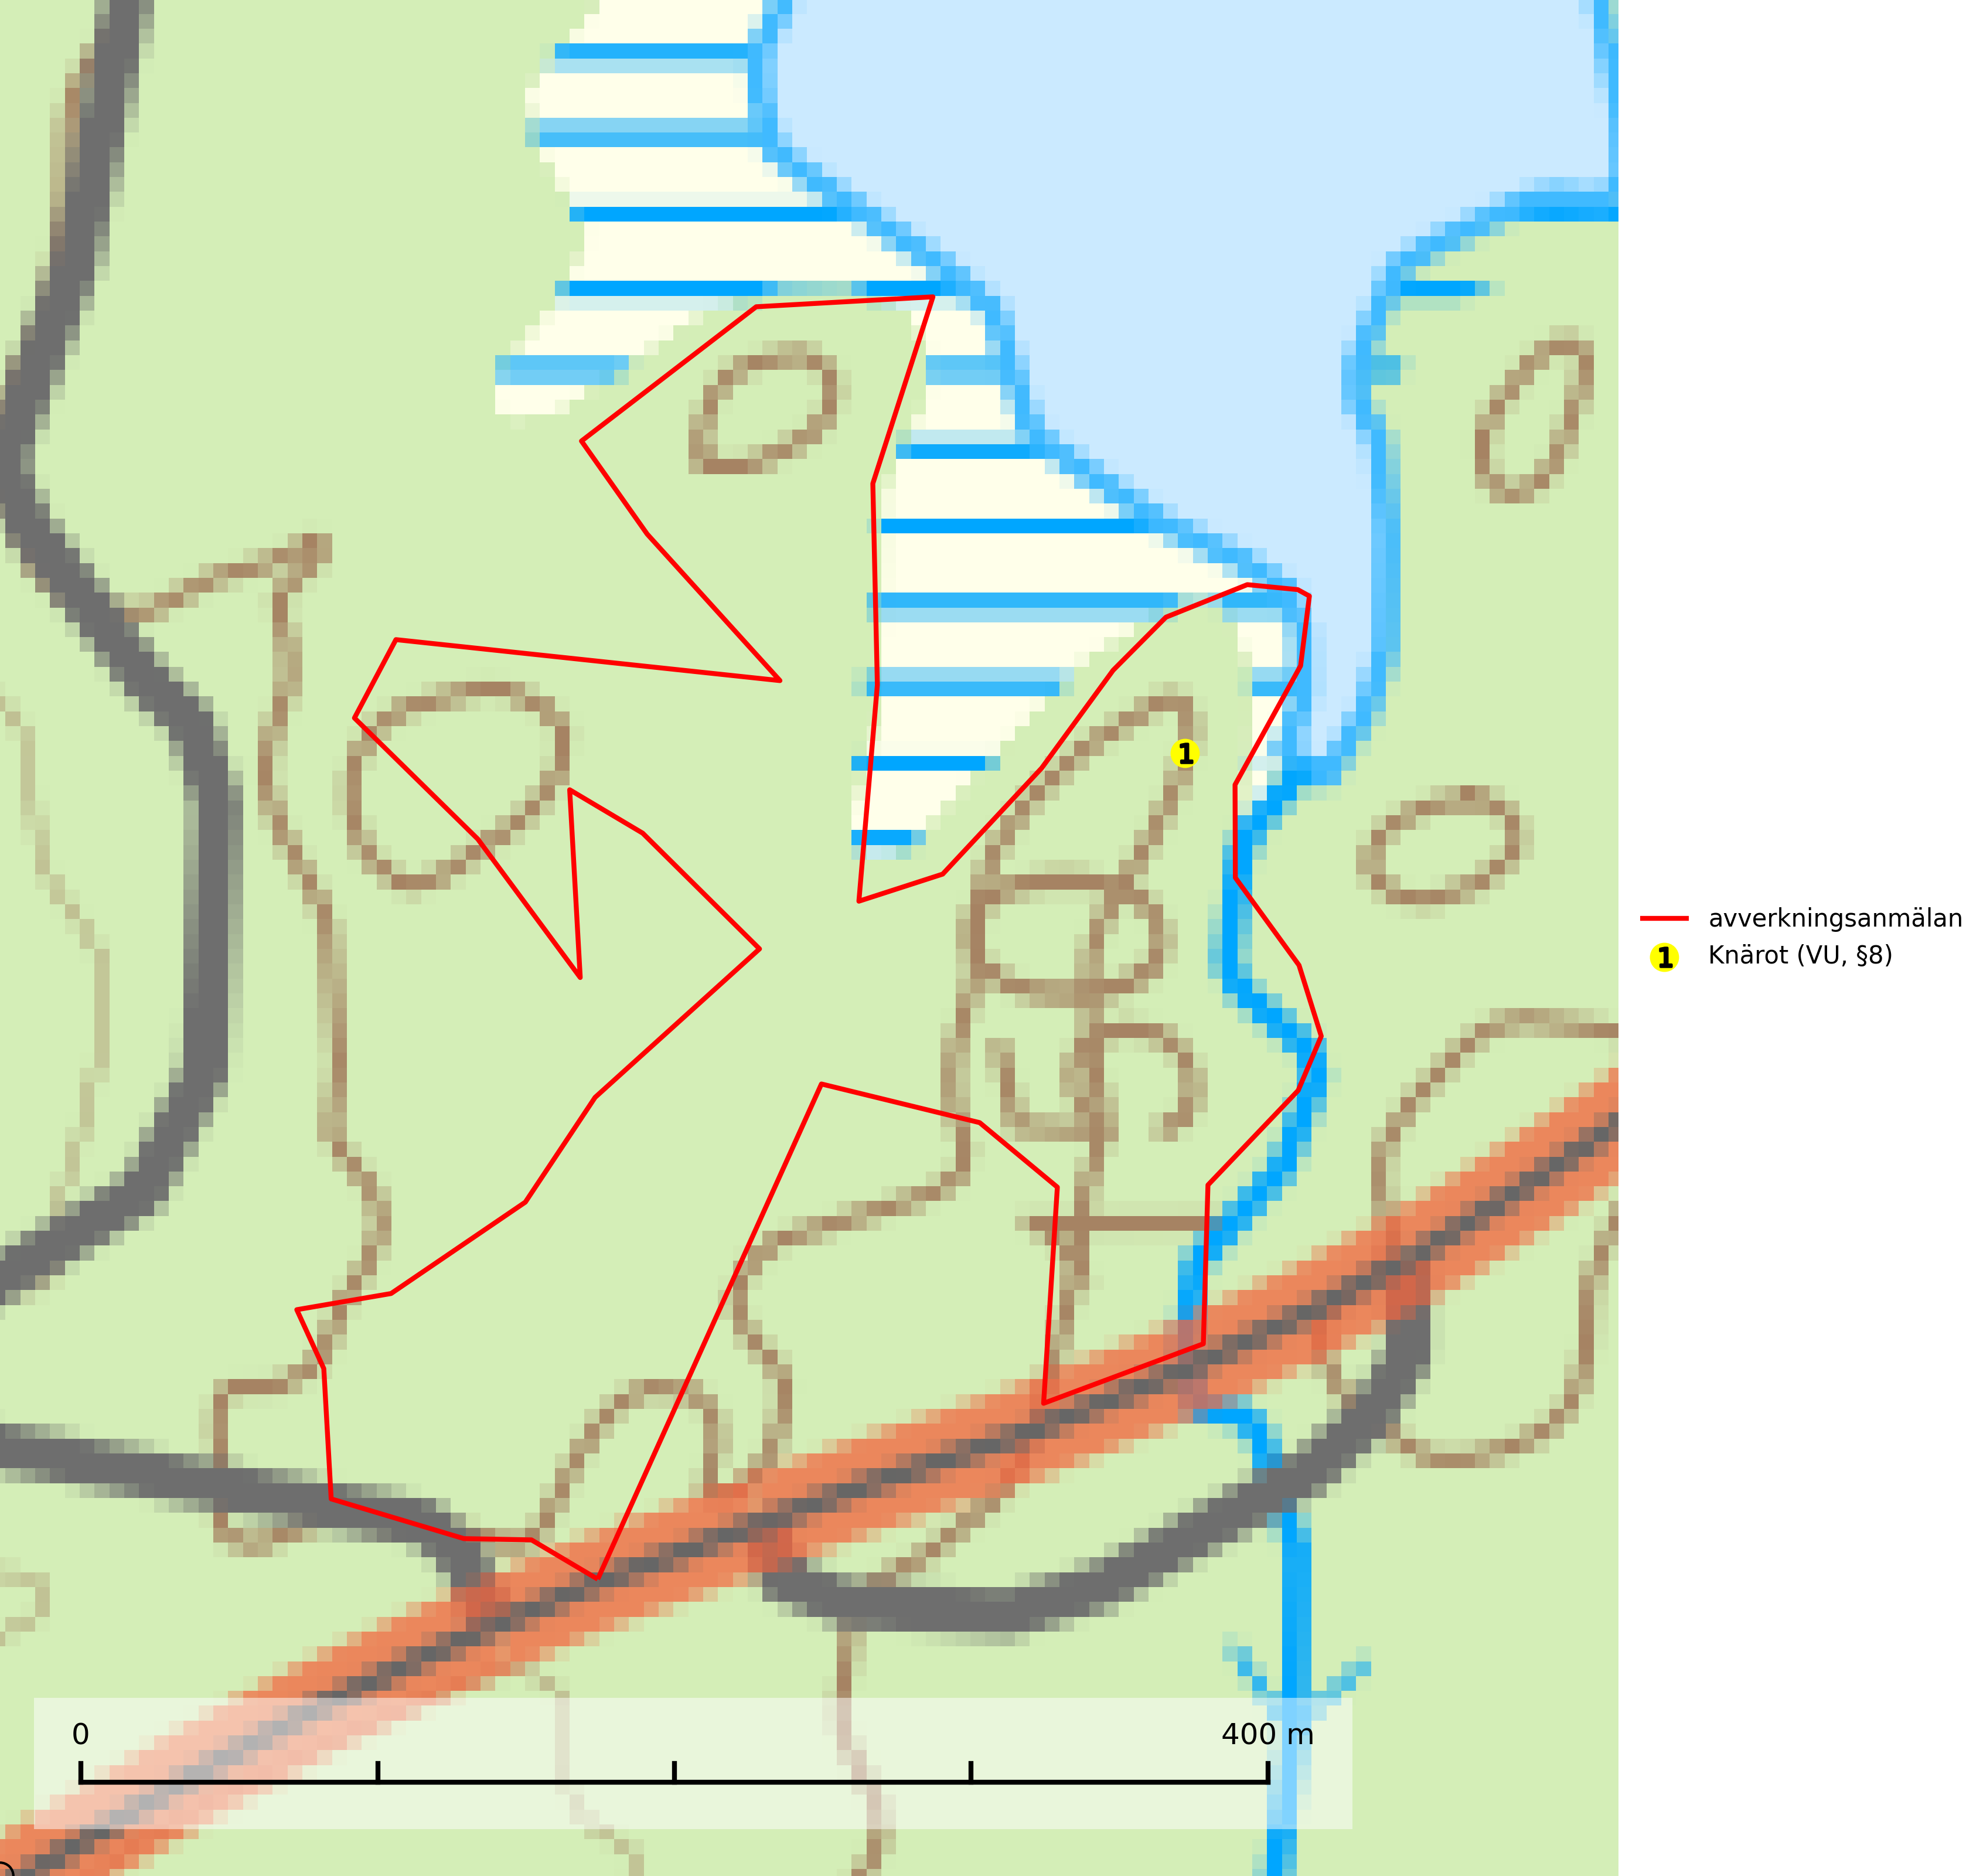 1
avverkningsanmälan
1 Knärot (VU, §8)
0 400 m